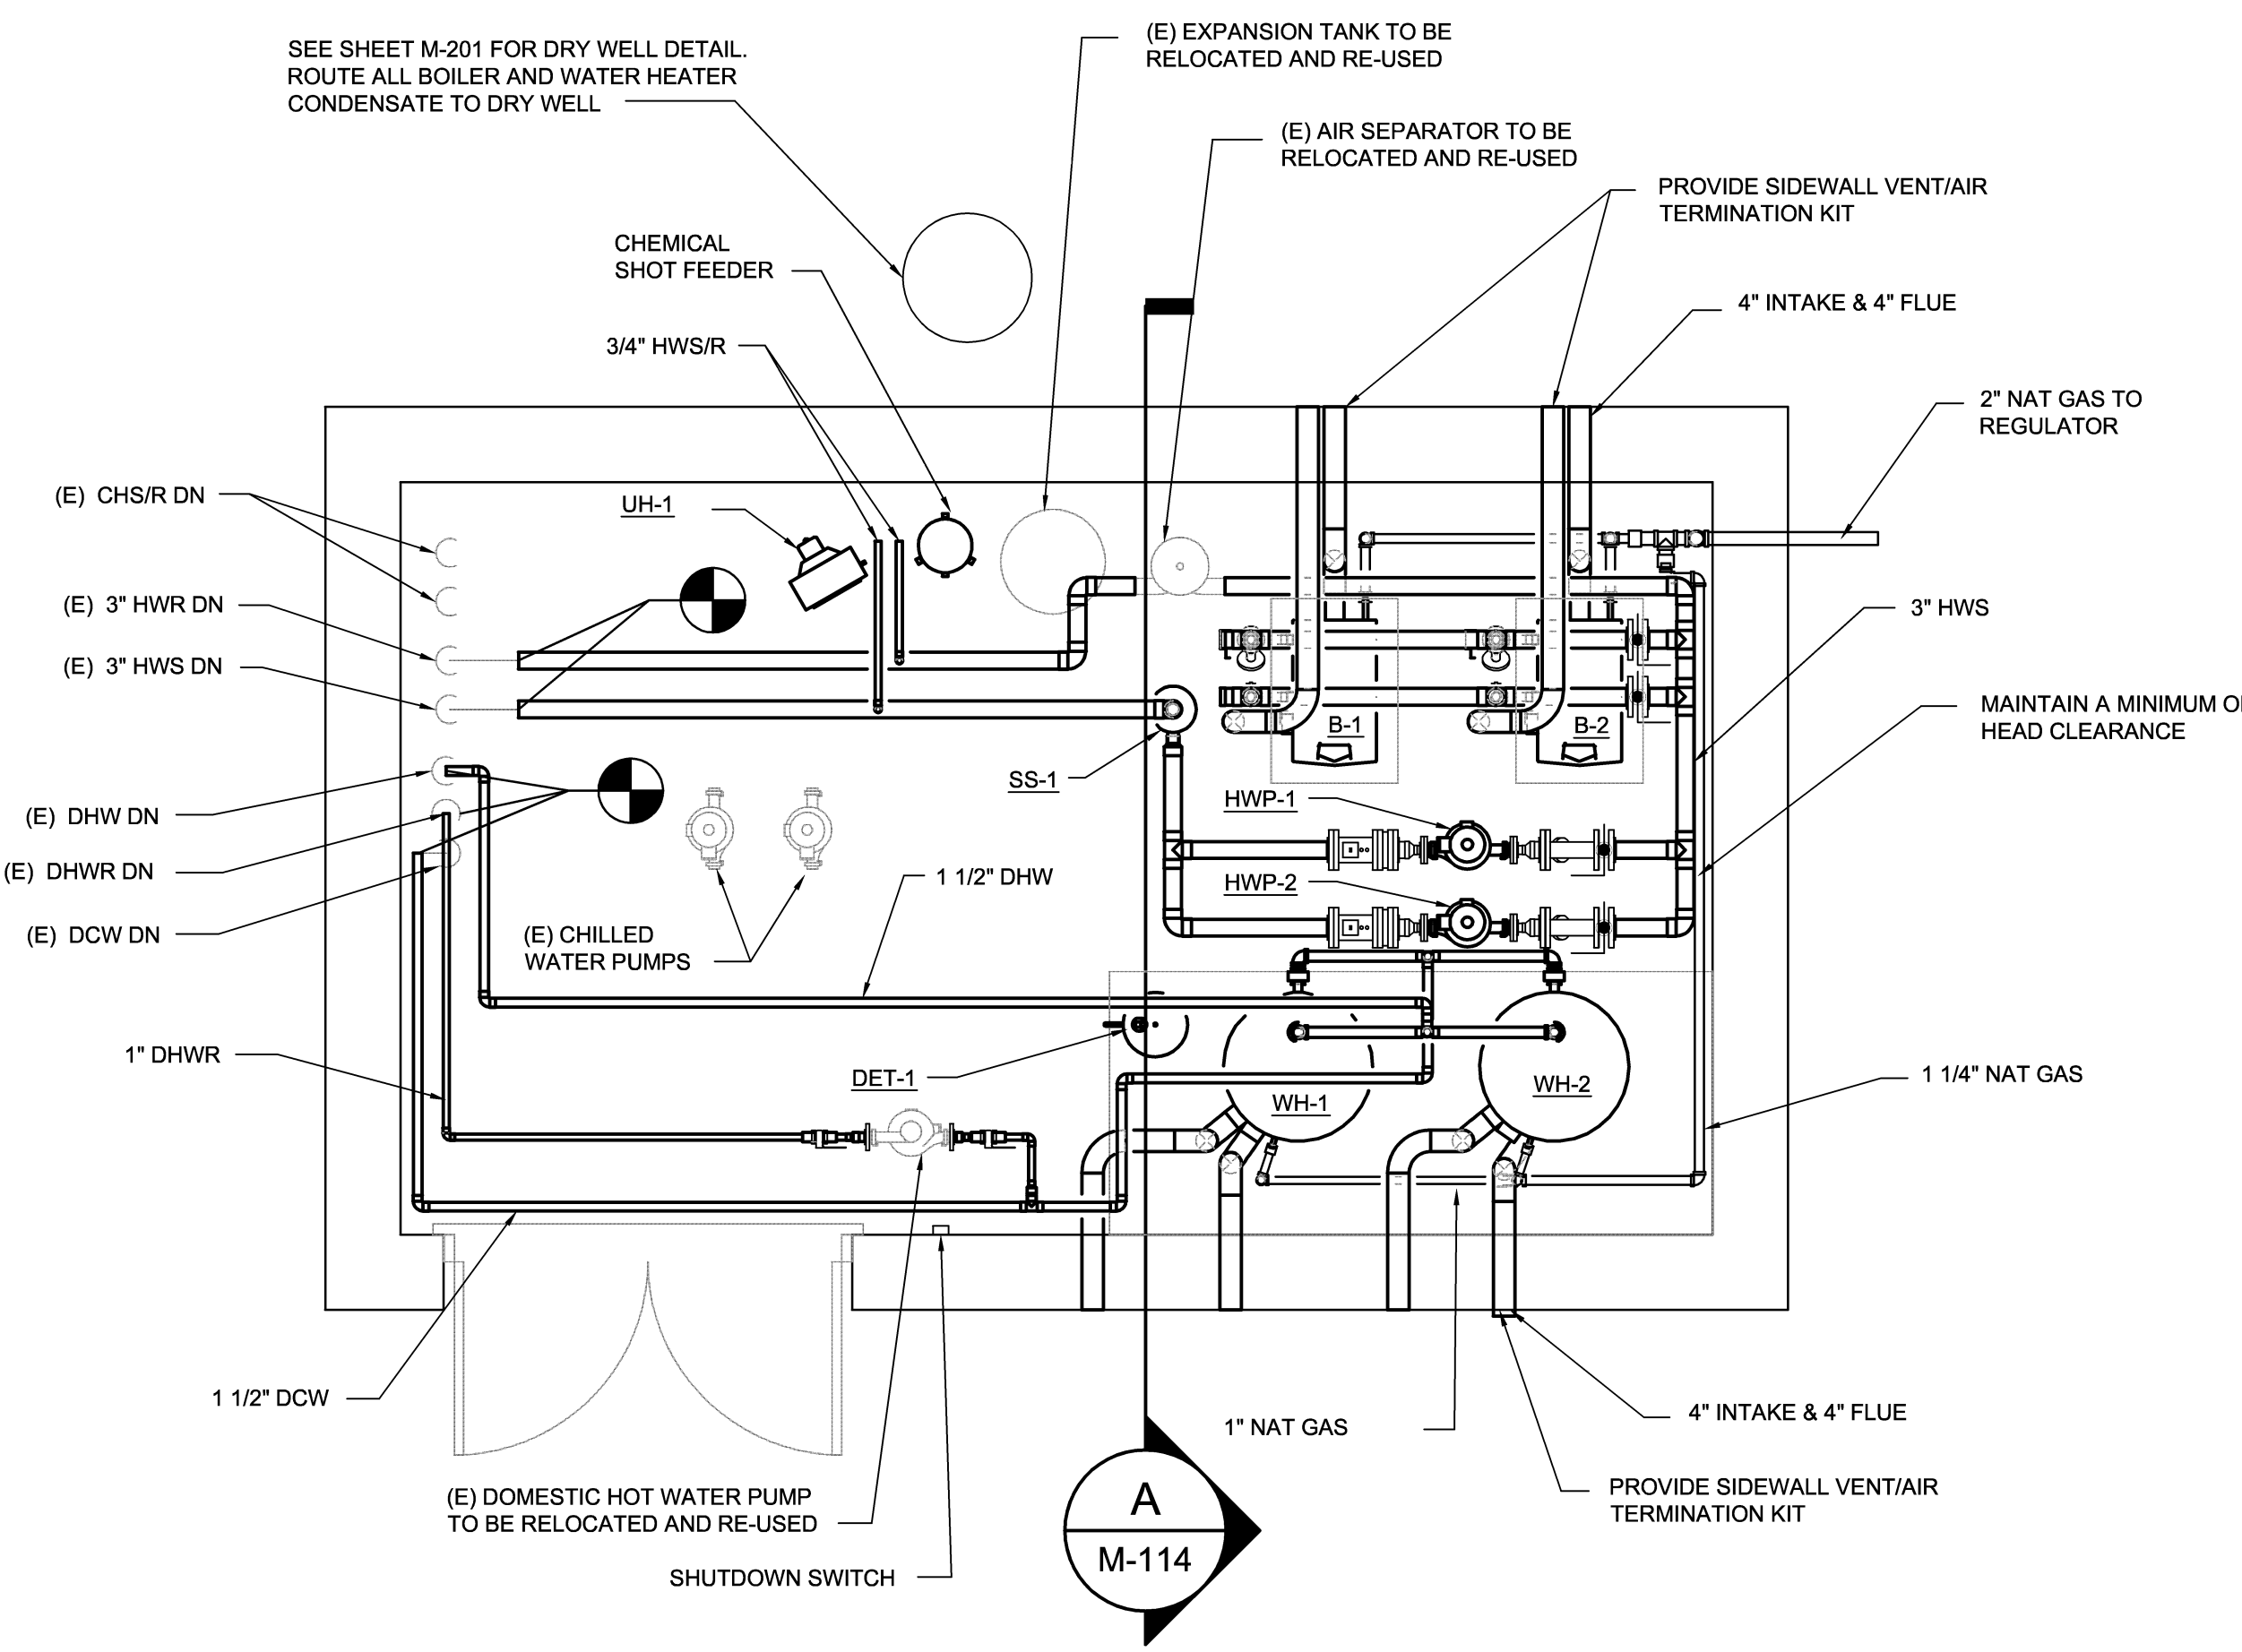 SEE SHEET M-201 FOR DRY WELL DETAIL.
ROUTE ALL BOILER AND WATER HEATER
CONDENSATE TO DRY WELL
(E) EXPANSION TANK TO BE
RELOCATED AND RE-USED
(E) AIR SEPARATOR TO BE
RELOCATED AND RE-USED
PROVIDE SIDEWALL VENT/AIR
TERMINATION KIT
CHEMICAL
SHOT FEEDER
4" INTAKE & 4" FLUE
3/4" HWS/R
2" NAT GAS TO
REGULATOR
(E) CHS/R DN
UH-1
(E) 3" HWR DN
3" HWS
(E) 3" HWS DN
MAINTAIN A MINIMUM
HEAD CLEARANCE
B-1
B-2
SS-1
HWP-1
(E) DHW DN
(E) DHWR DN
1 1/2" DHW
HWP-2
(E) DCW DN
(E) CHILLED
WATER PUMPS
1" DHWR
DET-1
WH-1
WH-2
1 1/4" NAT GAS
1 1/2" DCW
1" NAT GAS
4" INTAKE & 4" FLUE
(E) DOMESTIC HOT WATER PUMP
TO BE RELOCATED AND RE-USED
PROVIDE SIDEWALL VENT/AIR
TERMINATION KIT
A
M-114
SHUTDOWN SWITCH